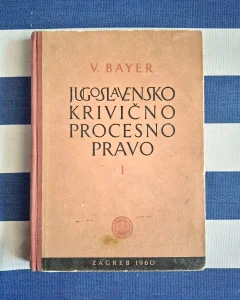 V. BAYER
JUGOSLAVENSKO
KRIVIČNO
PROCESNO
PRAVO
I
ZAGREB 1960